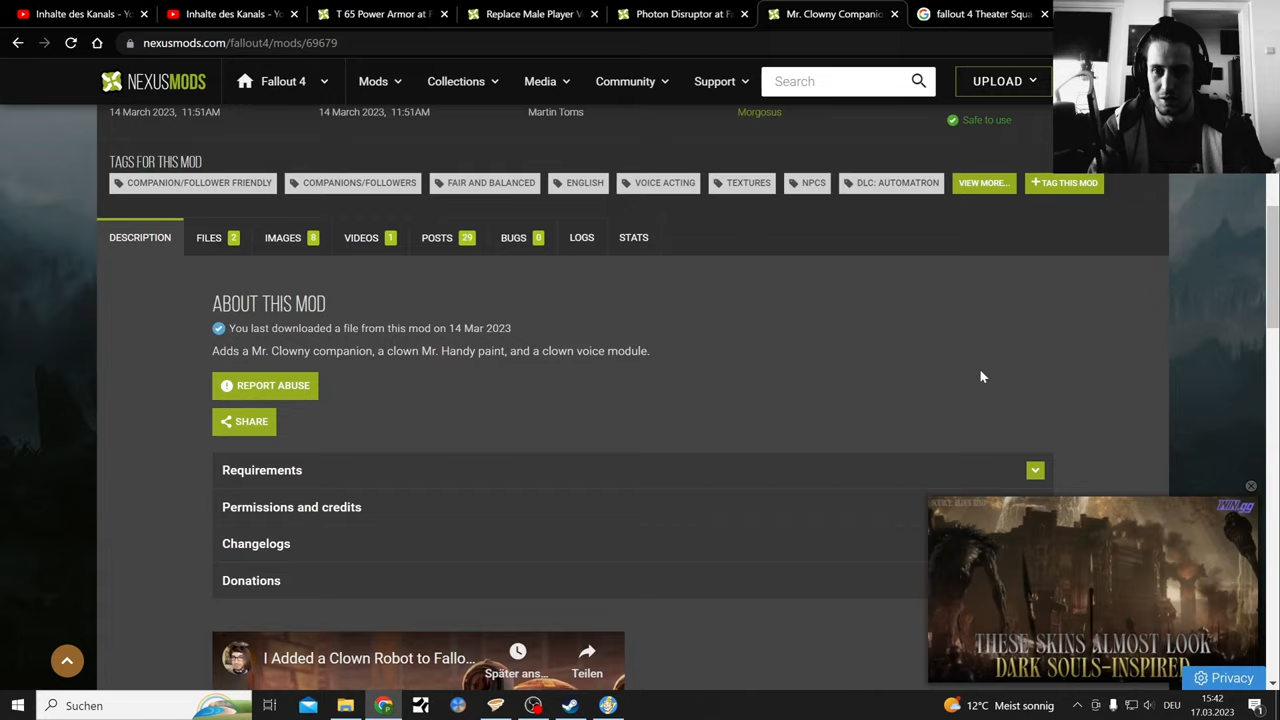 Inhalte des Kanals - Yo
Inhalte des Kanals - Yo
T 65 Power Armor at F
Replace Male Player V
Photon Disruptor at Fa
Mr. Clowny Companio
fallout 4 Theater Squa
nexusmods.com/fallout4/mods/69679
NEXUSMODS
Fallout 4
Mods
Collections
Media
Community
Support
Search
UPLOAD
14 March 2023, 11:51AM
14 March 2023, 11:51AM
Martin Torns
Morgosus
Safe to use
TAGS FOR THIS MOD
COMPANION/FOLLOWER FRIENDLY
COMPANIONS/FOLLOWERS
FAIR AND BALANCED
ENGLISH
VOICE ACTING
TEXTURES
NPCS
DLC: AUTOMATRON
VIEW MORE...
+ TAG THIS MOD
DESCRIPTION
FILES 2
IMAGES 8
VIDEOS 1
POSTS 29
BUGS 0
LOGS
STATS
ABOUT THIS MOD
You last downloaded a file from this mod on 14 Mar 2023
Adds a Mr. Clowny companion, a clown Mr. Handy paint, and a clown voice module.
REPORT ABUSE
SHARE
Requirements
Permissions and credits
Changelogs
Donations
WIN.gg
THESE SKINS ALMOST LOOK
DARK SOULS-INSPIRED
I Added a Clown Robot to Fallo...
Später ans...
Teilen
Privacy
Suchen
12°C Meist sonnig
DEU
15:42
17.03.2023
1